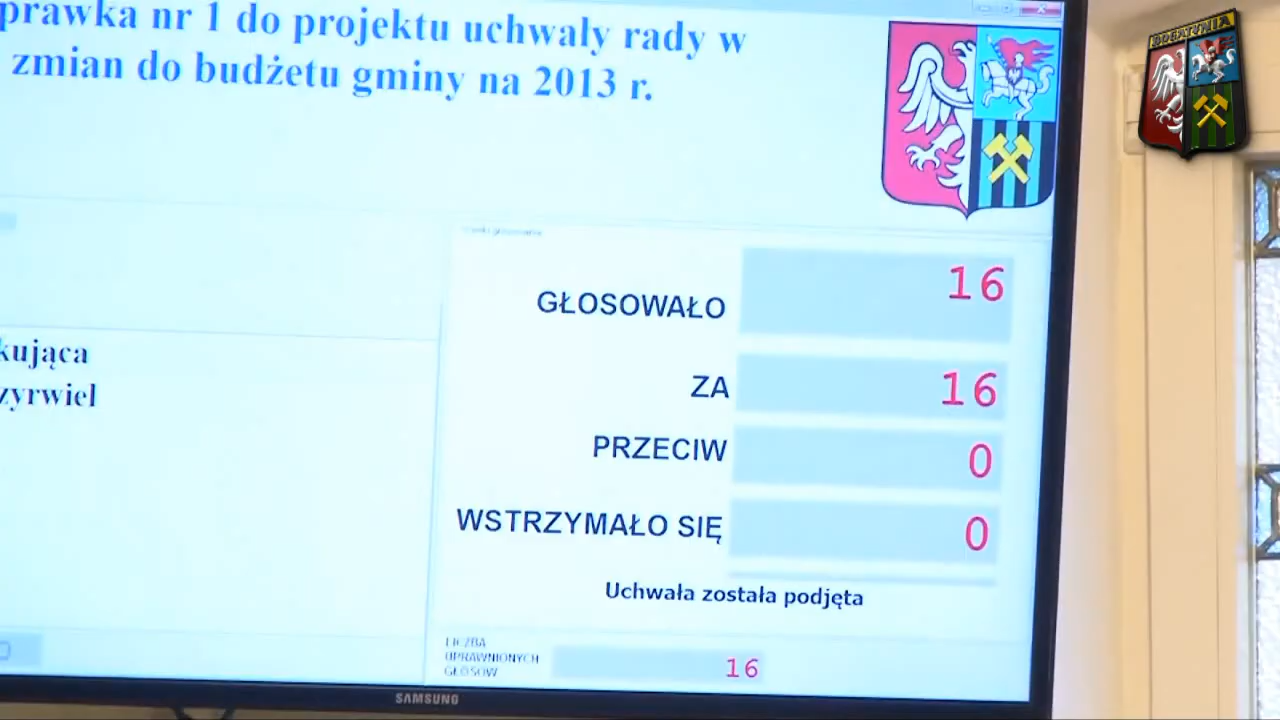 prawka nr 1 do projektu uchwały rady w
zmian do budżetu gminy na 2013 r.
BOGATYNIA
GŁOSOWAŁO 16
kująca
ZA 16
zyrwiel
PRZECIW 0
WSTRZYMAŁO SIĘ 0
Uchwała została podjęta
LICZBA
UPRAWNIONYCH
GŁOSÓW
16
SAMSUNG